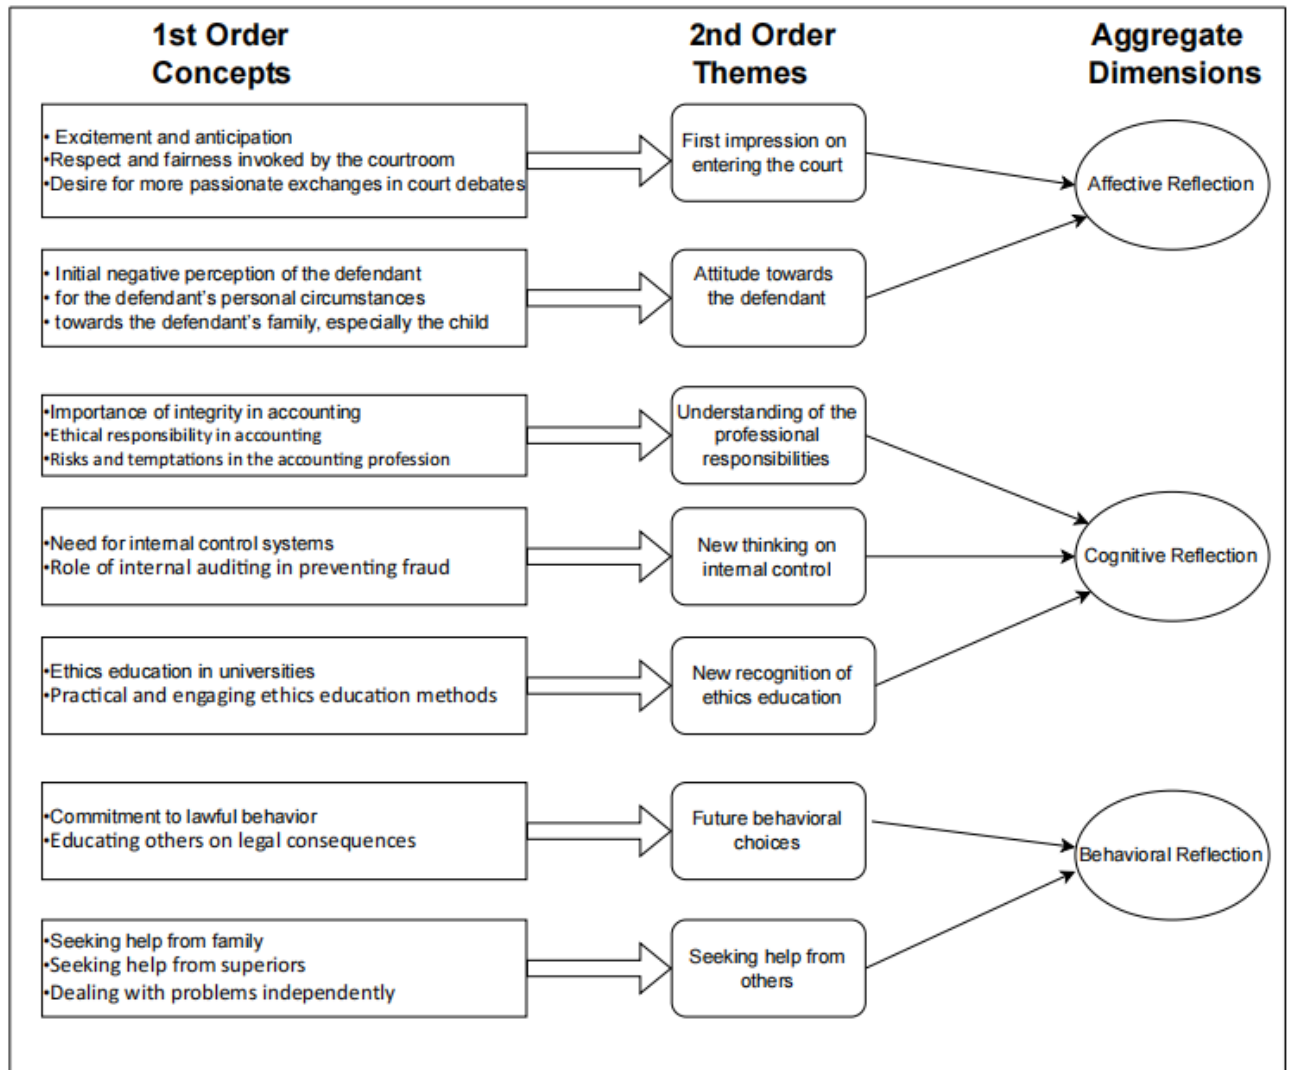 1st Order
Concepts
2nd Order
Themes
Aggregate
Dimensions
• Excitement and anticipation
•Respect and fairness invoked by the courtroom
•Desire for more passionate exchanges in court debates
First impression on
entering the court
Affective Reflection
• Initial negative perception of the defendant
• for the defendant's personal circumstances
• towards the defendant's family, especially the child
Attitude towards
the defendant
•Importance of integrity in accounting
•Ethical responsibility in accounting
•Risks and temptations in the accounting profession
Understanding of the
professional
responsibilities
•Need for internal control systems
•Role of internal auditing in preventing fraud
New thinking on
internal control
Cognitive Reflection
•Ethics education in universities
•Practical and engaging ethics education methods
New recognition of
ethics education
•Commitment to lawful behavior
•Educating others on legal consequences
Future behavioral
choices
Behavioral Reflection
•Seeking help from family
•Seeking help from superiors
•Dealing with problems independently
Seeking help from
others